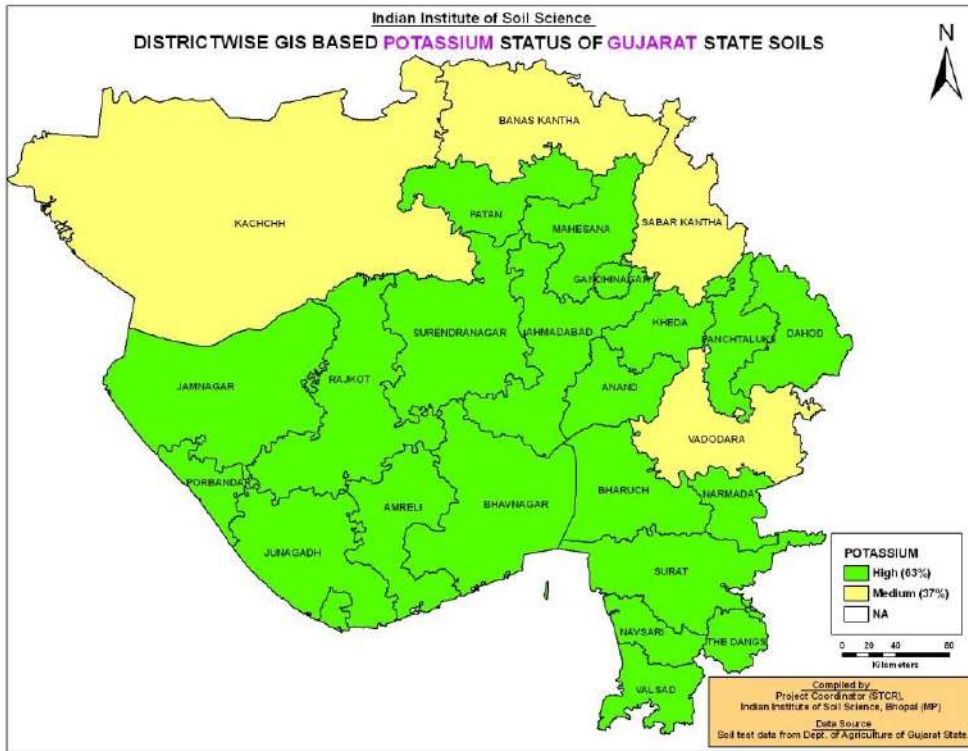 Indian Institute of Soil Science
DISTRICTWISE GIS BASED POTASSIUM STATUS OF GUJARAT STATE SOILS
N
BANAS KANTHA
KACHCHH
PATAN
SABAR KANTHA
MAHESANA
GANDHINAGAR
SURENDRANAGAR
AHMADABAD
KHEDA
PANCHTALUKS
DAHOD
JAMNAGAR
RAJKOT
ANAND
VADODARA
PORBANDAR
AMRELI
BHAVNAGAR
BHARUCH
NARMADA
JUNAGADH
SURAT
POTASSIUM
High (63%)
Medium (37%)
NA
NAVSARI
THE DANGS
0 10 20 40 60 80
Kilometers
VALSAD
Compiled by
Project Coordinator (STCR),
Indian Institute of Soil Science, Bhopal (MP)
Data Source
Soil test data from Dept. of Agriculture of Gujarat State